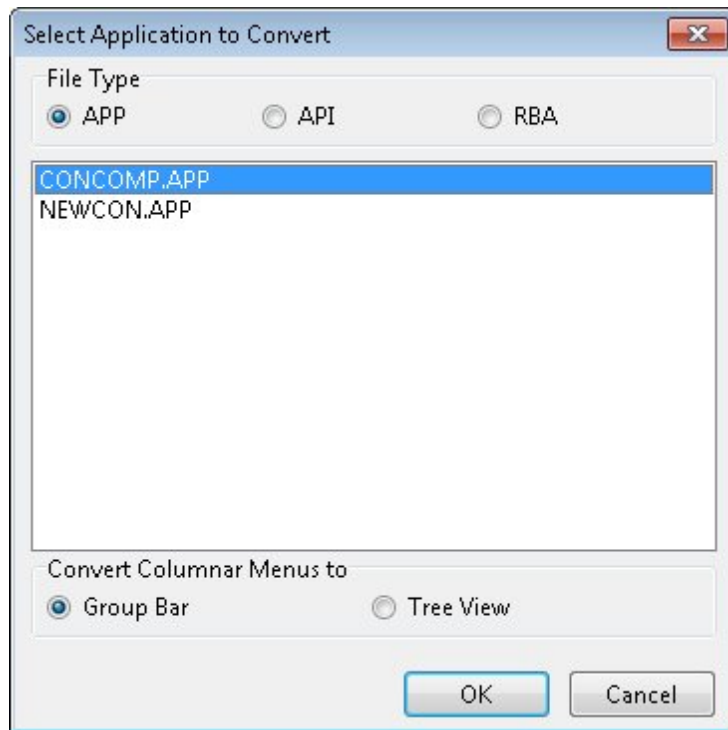 Select Application to Convert
File Type
APP API RBA
CONCOMP.APP
NEWCON.APP
Convert Columnar Menus to
Group Bar Tree View
OK Cancel